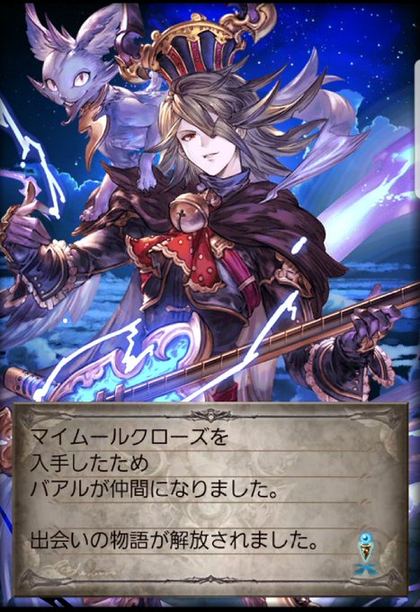 マイムールクローズを
入手したため
バアルが仲間になりました。
出会いの物語が解放されました。